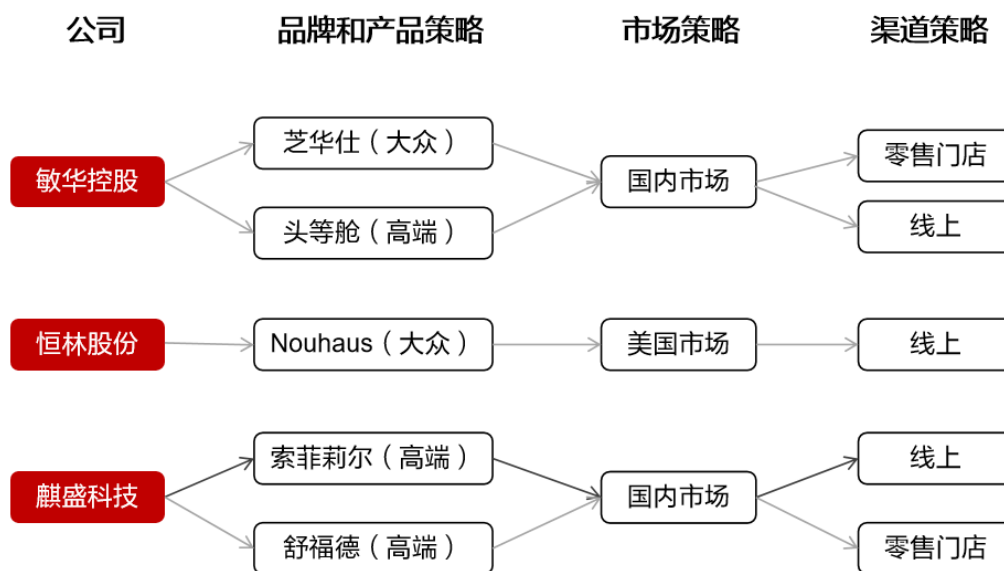 公司 品牌和产品策略 市场策略 渠道策略
芝华仕（大众）
零售门店
敏华控股
国内市场
头等舱（高端）
线上
恒林股份 Nouhaus（大众） 美国市场 线上
索菲莉尔（高端） 线上
麒盛科技 国内市场
舒福德（高端） 零售门店